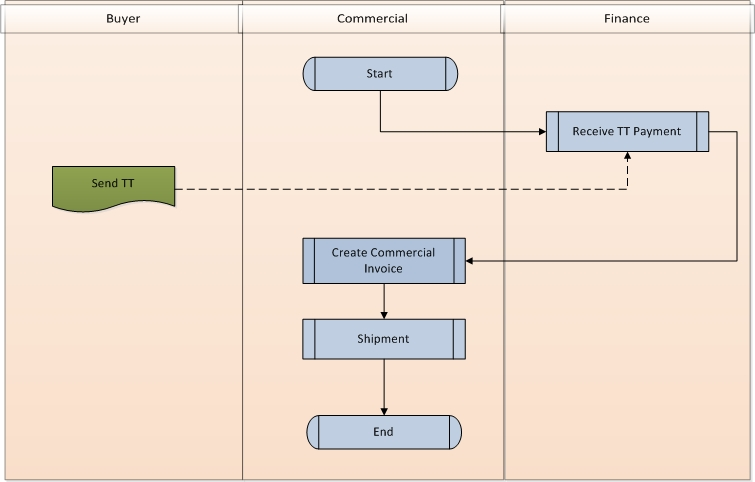 Buyer
Commercial
Finance
Start
Receive TT Payment
Send TT
Create Commercial
Invoice
Shipment
End